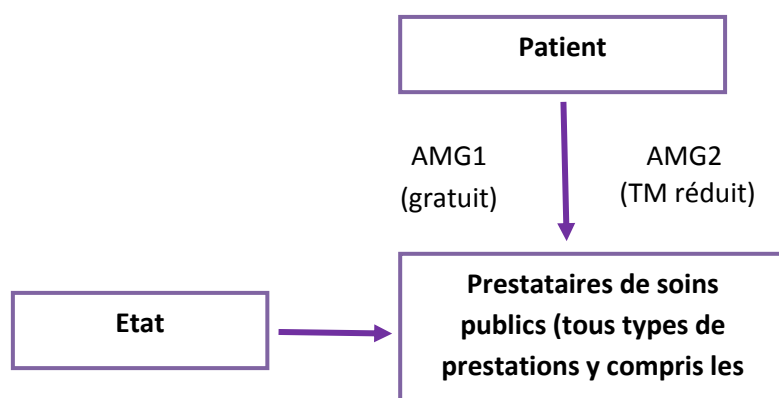 Patient
AMG1
(gratuit)
AMG2
(TM réduit)
Etat
Prestataires de soins
publics (tous types de
prestations y compris les